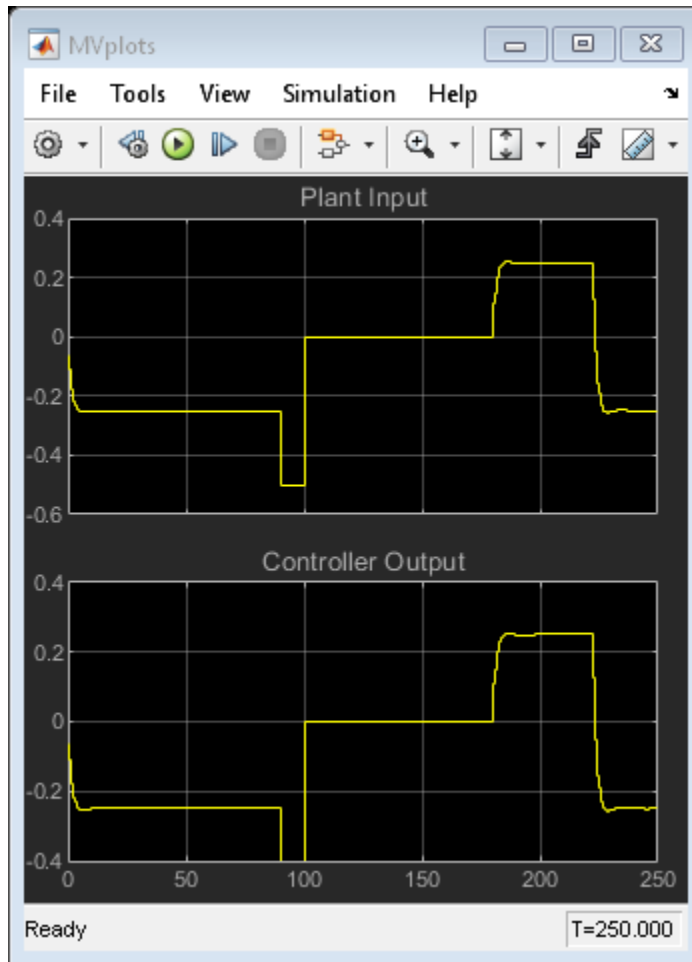 MVplots
File Tools View Simulation Help
Plant Input
0.4
0.2
0
-0.2
-0.4
-0.6
Controller Output
0.4
0.2
0
-0.2
-0.4
0 50 100 150 200 250
Ready T=250.000